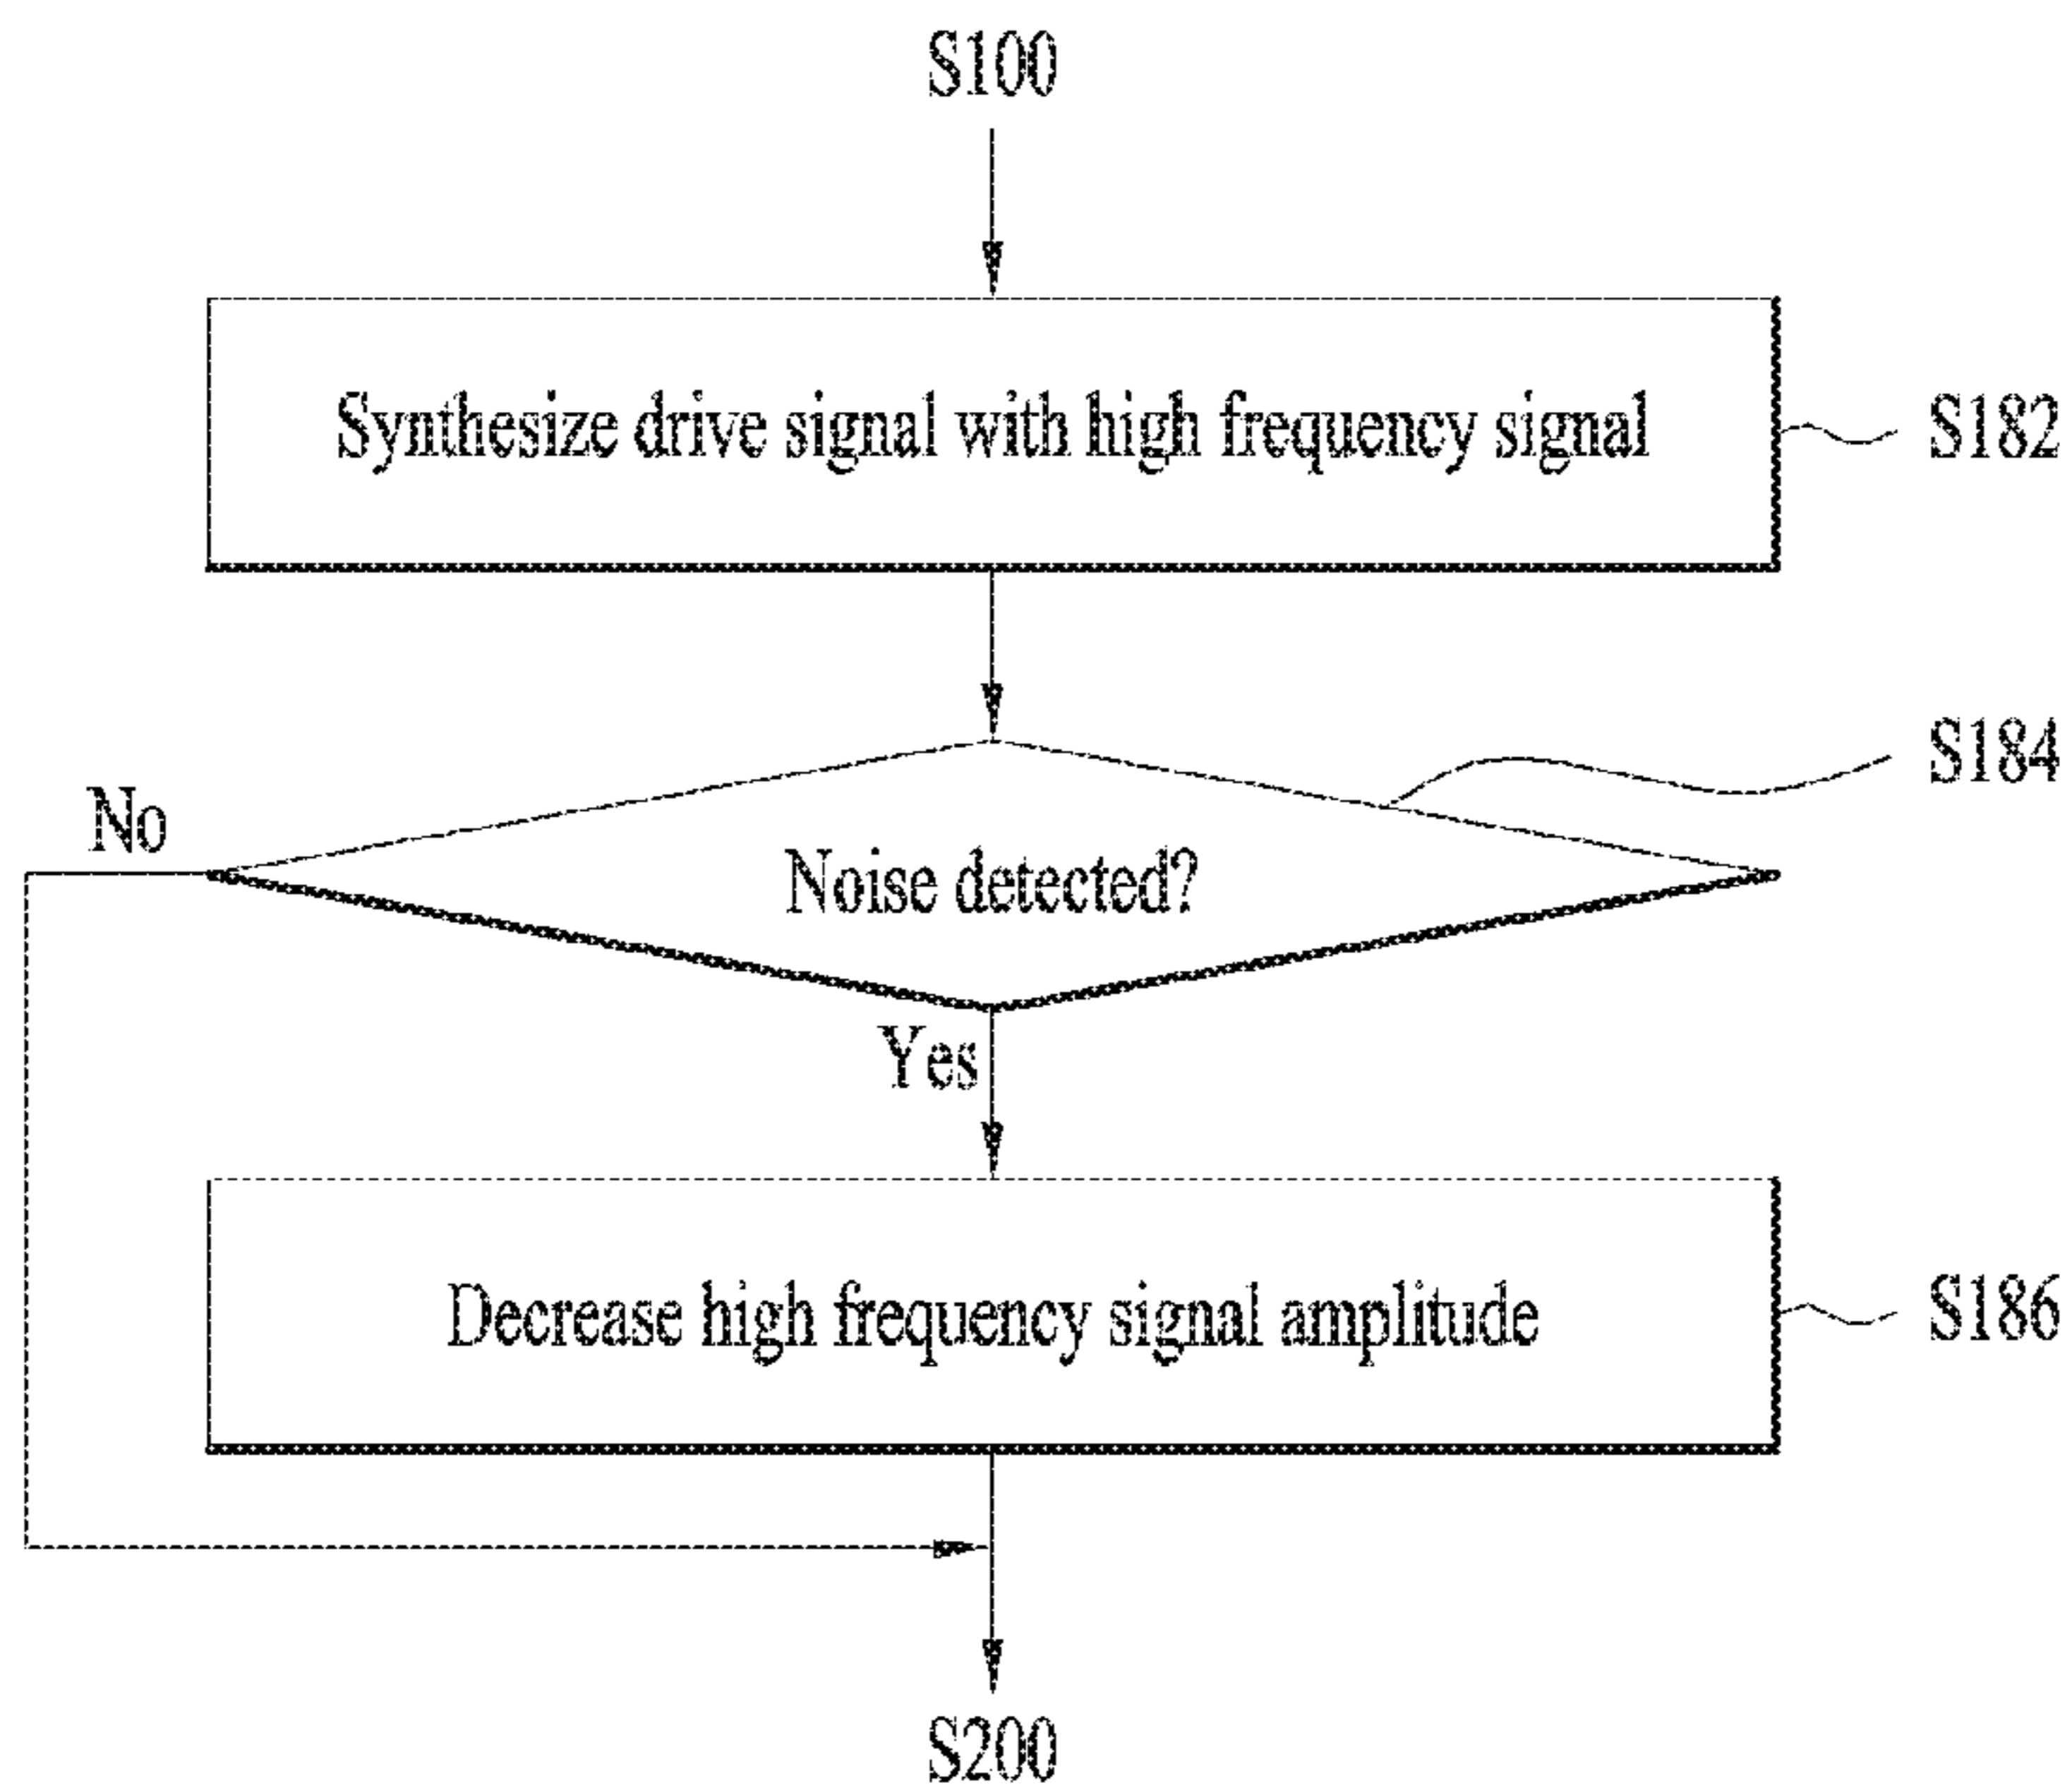 S100
Synthesize drive signal with high frequency signal
S182
S184
No
Noise detected?
Yes
Decrease high frequency signal amplitude
S186
S200